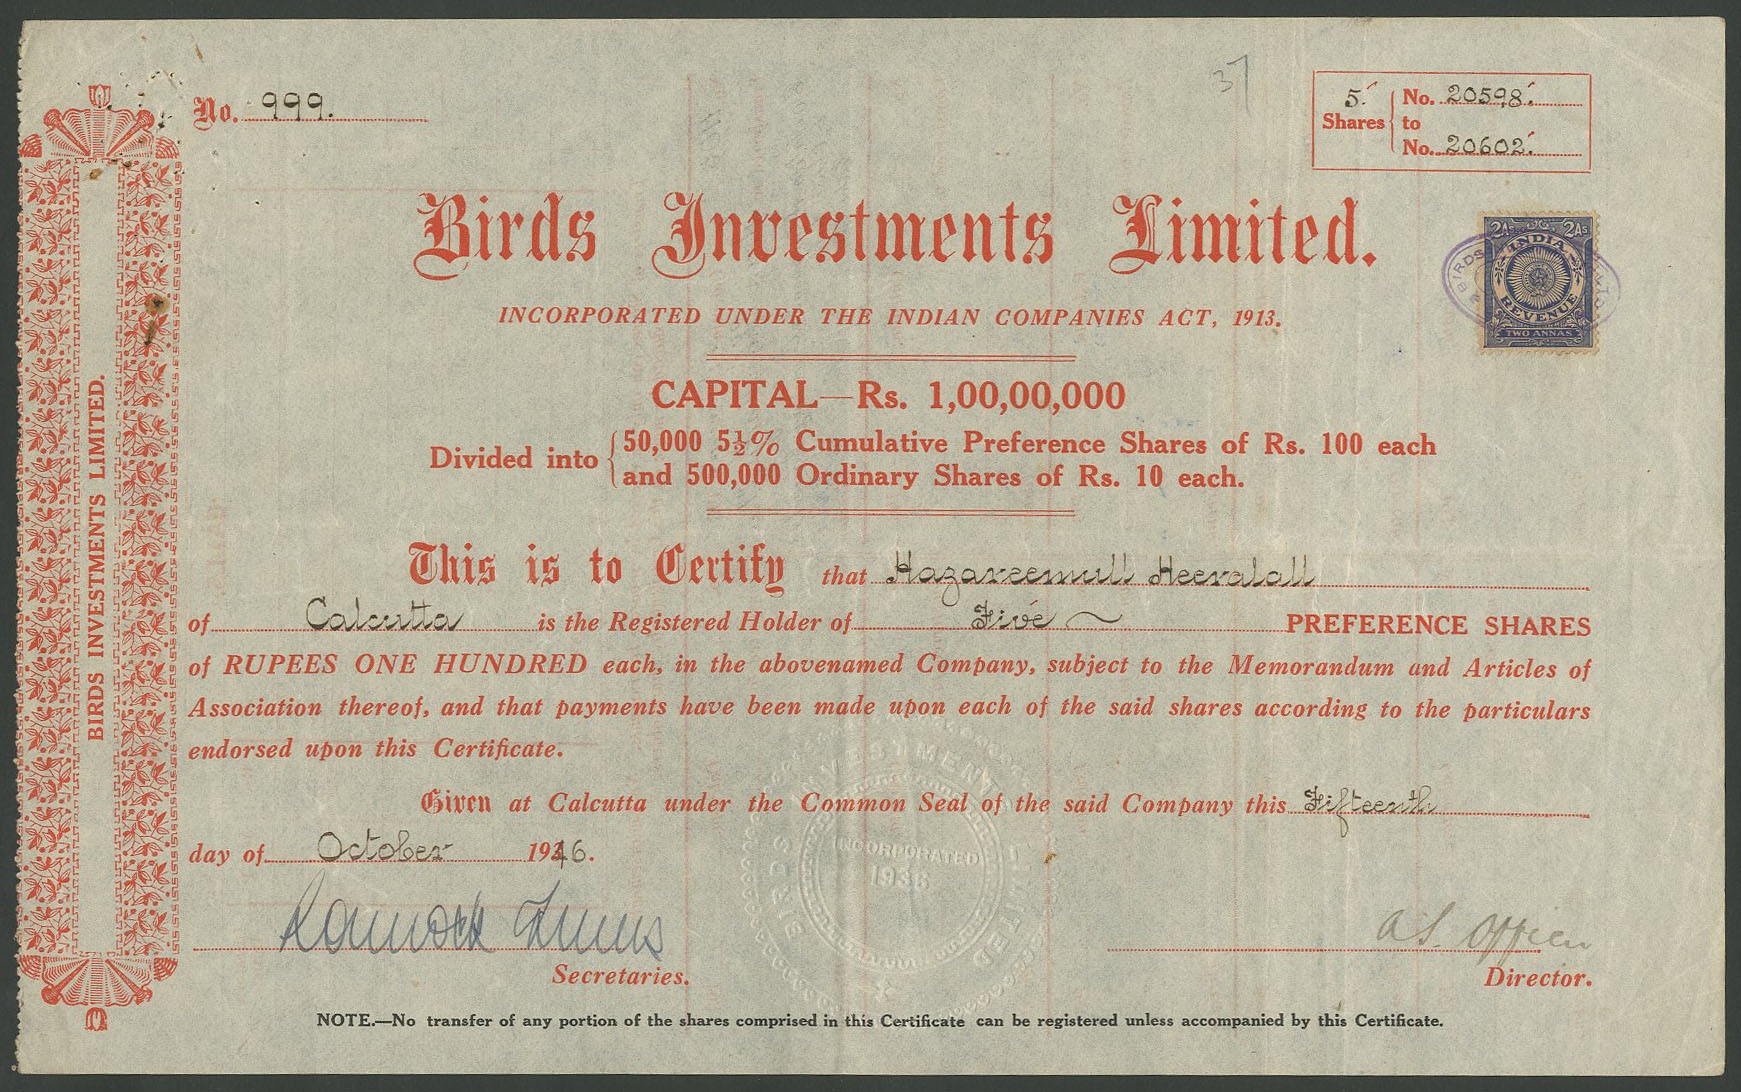 No. 999.
37
5 Shares { No. 20598.
to
No. 20602.
Birds Investments Limited.
2As. 2As.
INDIA
REVENUE
TWO ANNAS
BIRDS
INCORPORATED UNDER THE INDIAN COMPANIES ACT, 1913.
CAPITAL—Rs. 1,00,00,000
Divided into { 50,000 5½% Cumulative Preference Shares of Rs. 100 each
and 500,000 Ordinary Shares of Rs. 10 each.
This is to Certify that Hazareemull Heeralall
of Calcutta is the Registered Holder of Five ~ PREFERENCE SHARES
of RUPEES ONE HUNDRED each, in the abovenamed Company, subject to the Memorandum and Articles of
Association thereof, and that payments have been made upon each of the said shares according to the particulars
endorsed upon this Certificate.
Given at Calcutta under the Common Seal of the said Company this Fifteenth
day of October 1946.
BIRDS INVESTMENTS LIMITED
INCORPORATED
1936
Secretaries.
Director.
NOTE.—No transfer of any portion of the shares comprised in this Certificate can be registered unless accompanied by this Certificate.
BIRDS INVESTMENTS LIMITED.